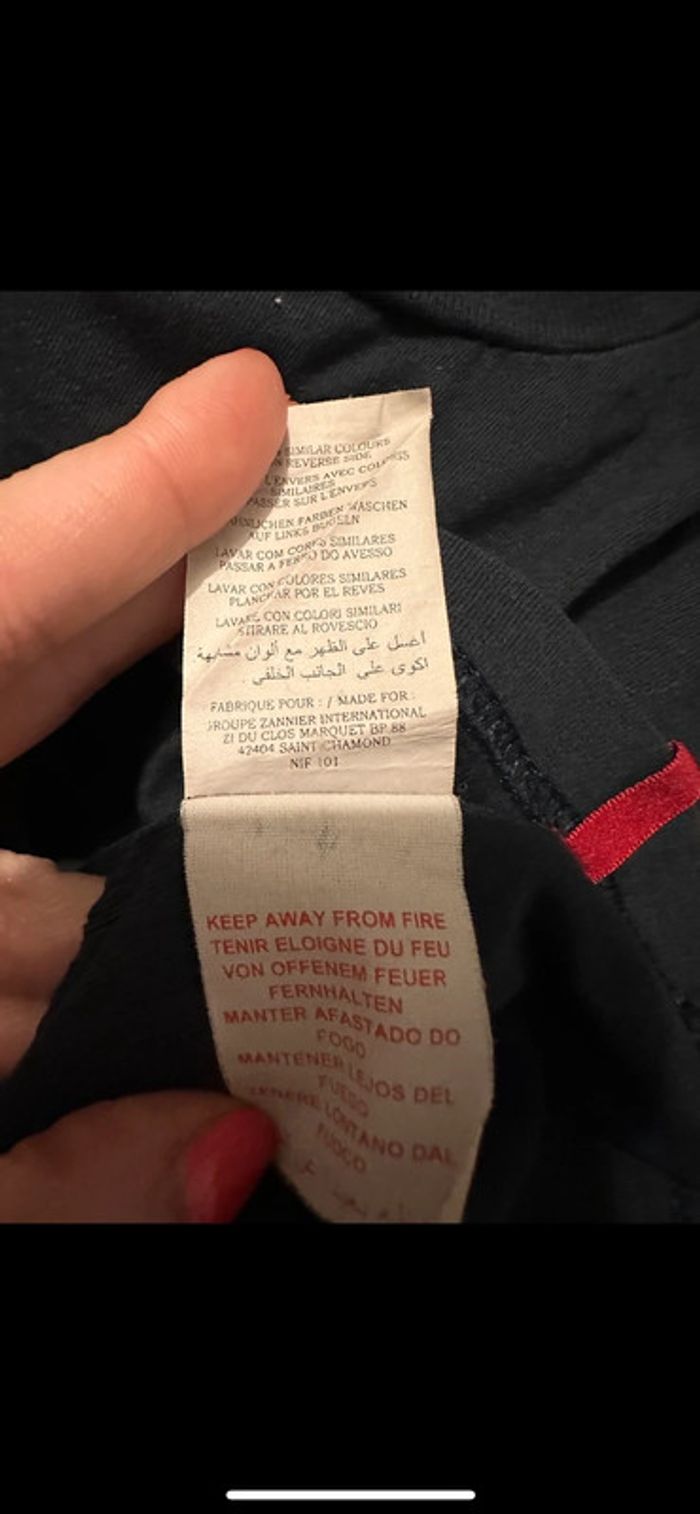 SIMILAR COLOURS
REVERSE SIDE
L'ENVERS AVEC COLORIS
SIMILAIRES
PASSER SUR L'ENVERS
FARBEN WASCHEN
AUF LINKS BUGELN
LAVAR COM CORES SIMILARES
PASSAR A FERRO DO AVESSO
LAVAR CON COLORES SIMILARES
PLANCHAR POR EL REVES
LAVARE CON COLORI SIMILARI
STIRARE AL ROVESCIO
أغسل على الظهر مع ألوان مشابهة
اكوى على الجانب الخلفي .
FABRIQUE POUR : / MADE FOR :
GROUPE ZANNIER INTERNATIONAL
ZI DU CLOS MARQUET BP 88
42404 SAINT CHAMOND
NIF 101
KEEP AWAY FROM FIRE
TENIR ELOIGNE DU FEU
VON OFFENEM FEUER
FERNHALTEN
MANTER AFASTADO DO
FOGO
MANTENER LEJOS DEL
FUEGO
TENERE LONTANO DAL
FUOCO